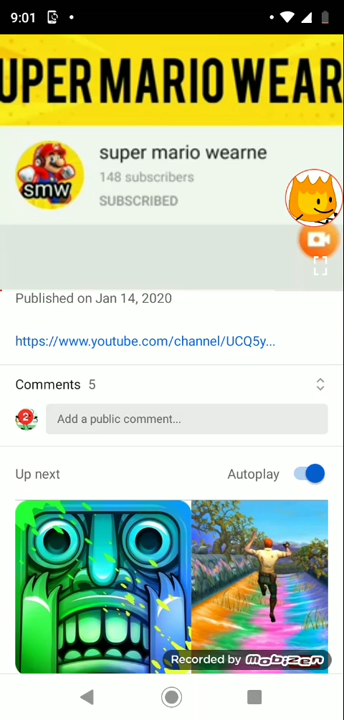 9:01
UPER MARIO WEAR
smw
super mario wearne
148 subscribers
SUBSCRIBED
Published on Jan 14, 2020
https://www.youtube.com/channel/UCQ5y...
Comments 5
2
Add a public comment...
Up next
Autoplay
Recorded by Mobizen